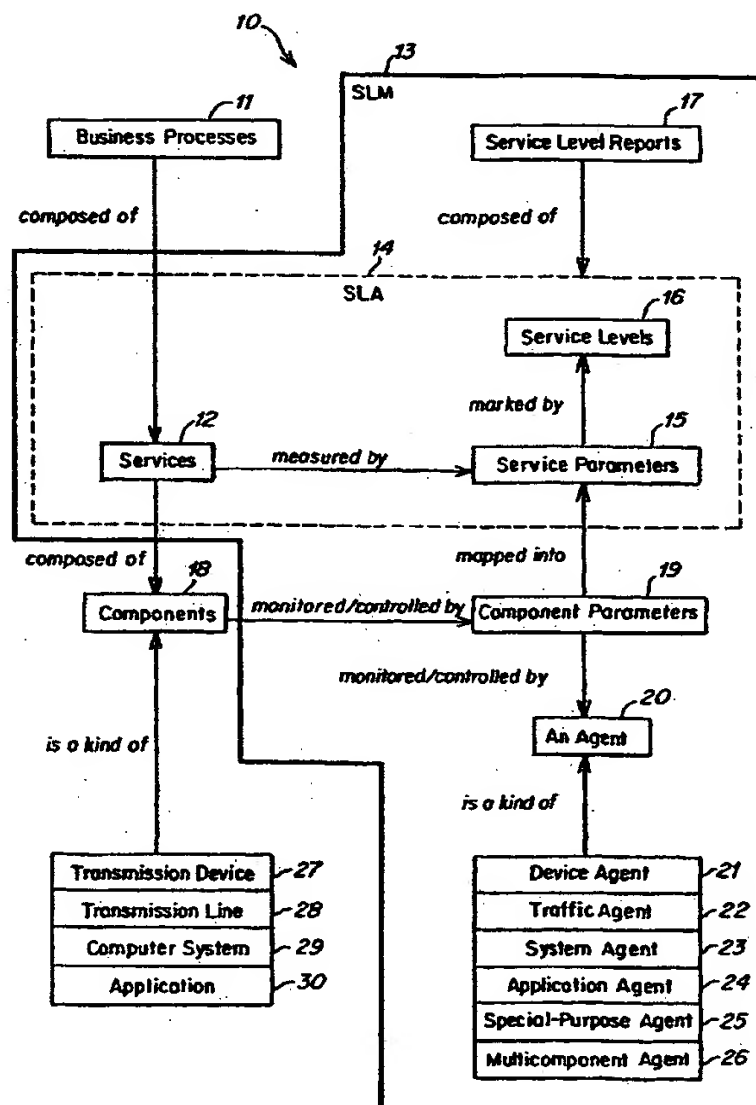 10
13
SLM
11
Business Processes
17
Service Level Reports
composed of
composed of
14
SLA
16
Service Levels
marked by
12
Services
measured by
15
Service Parameters
composed of
mapped into
18
Components
monitored/controlled by
19
Component Parameters
monitored/controlled by
20
An Agent
is a kind of
is a kind of
Transmission Device 27
Transmission Line 28
Computer System 29
Application 30
Device Agent 21
Traffic Agent 22
System Agent 23
Application Agent 24
Special-Purpose Agent 25
Multicomponent Agent 26